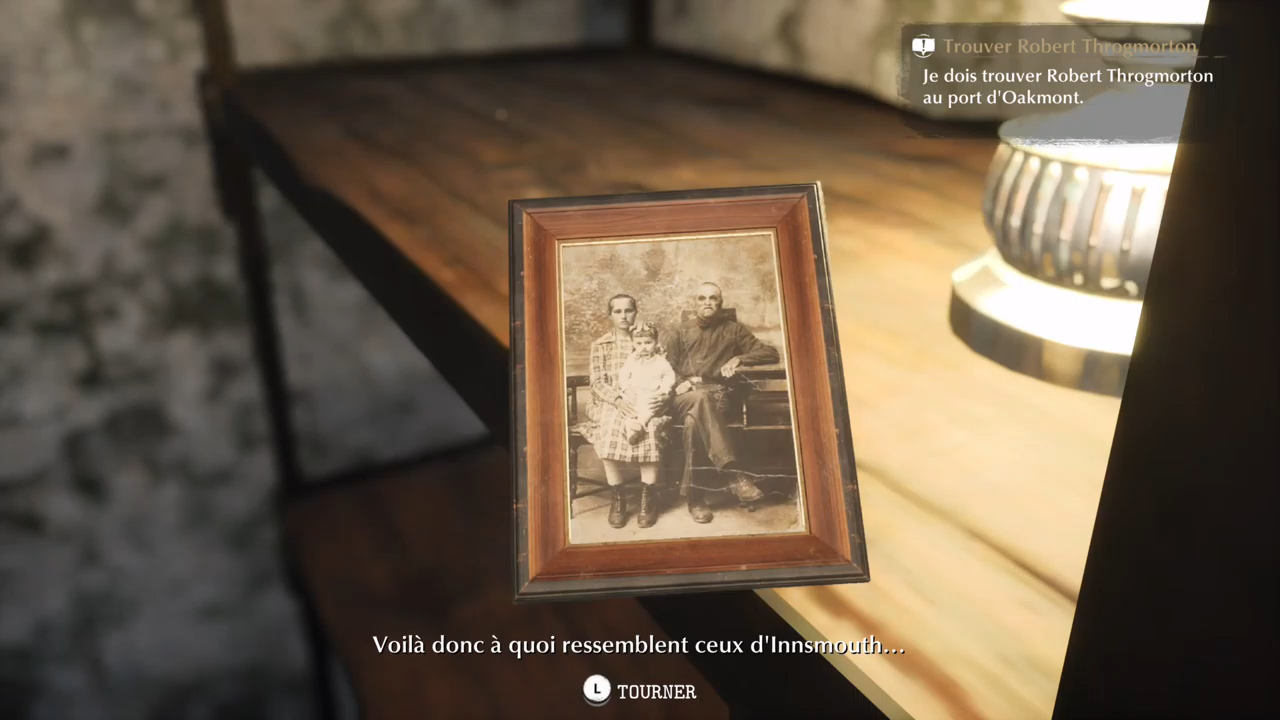 Trouver Robert Throgmorton
Je dois trouver Robert Throgmorton
au port d'Oakmont.
Voilà donc à quoi ressemblent ceux d'Innsmouth...
L TOURNER